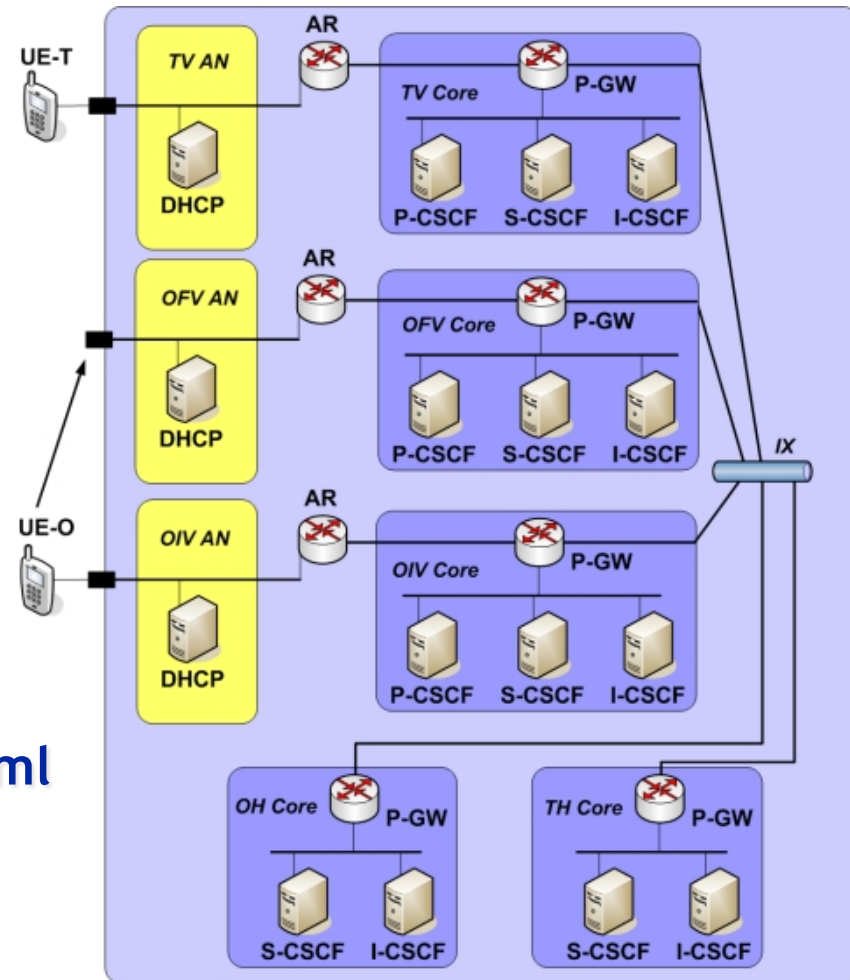 AR
UE-T
TV AN
P-GW
TV Core
DHCP
P-CSCF S-CSCF I-CSCF
AR
OFV AN
OFV Core
P-GW
DHCP
P-CSCF S-CSCF I-CSCF
IX
AR
UE-O
OIV AN
P-GW
OIV Core
DHCP
P-CSCF S-CSCF I-CSCF
ml
OH Core
P-GW
TH Core
P-GW
S-CSCF I-CSCF
S-CSCF I-CSCF